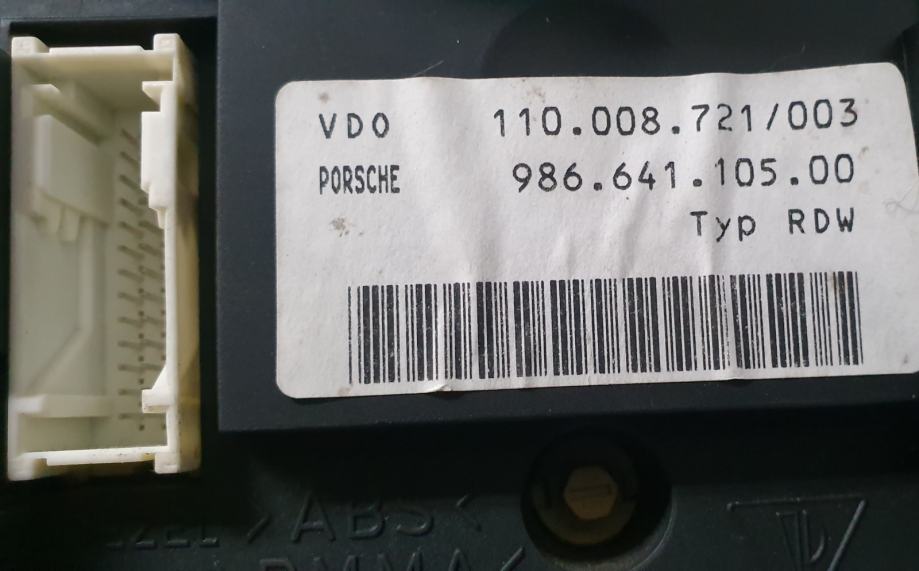 VDO 110.008.721/003
PORSCHE 986.641.105.00
Typ RDW
>ABS<